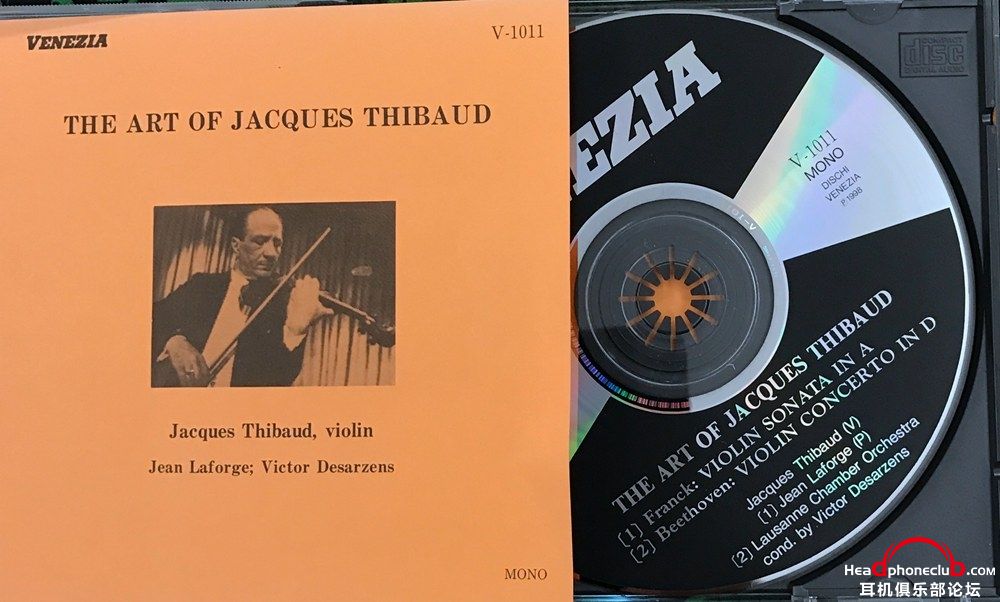 VENEZIA
V-1011
THE ART OF JACQUES THIBAUD
Jacques Thibaud, violin
Jean Laforge; Victor Desarzens
MONO
EZIA
COMPACT
disc
DIGITAL AUDIO
V-1011
MONO
DISCHI
VENEZIA
P.1998
THE ART OF JACQUES THIBAUD
[1] Franck: VIOLIN SONATA IN A
[2] Beethoven: VIOLIN CONCERTO IN D
Jacques Thibaud (V)
[1] Jean Laforge (P)
[2] Lausanne Chamber Orchestra
cond. by Victor Desarzens
Headphoneclub.com
耳机俱乐部论坛